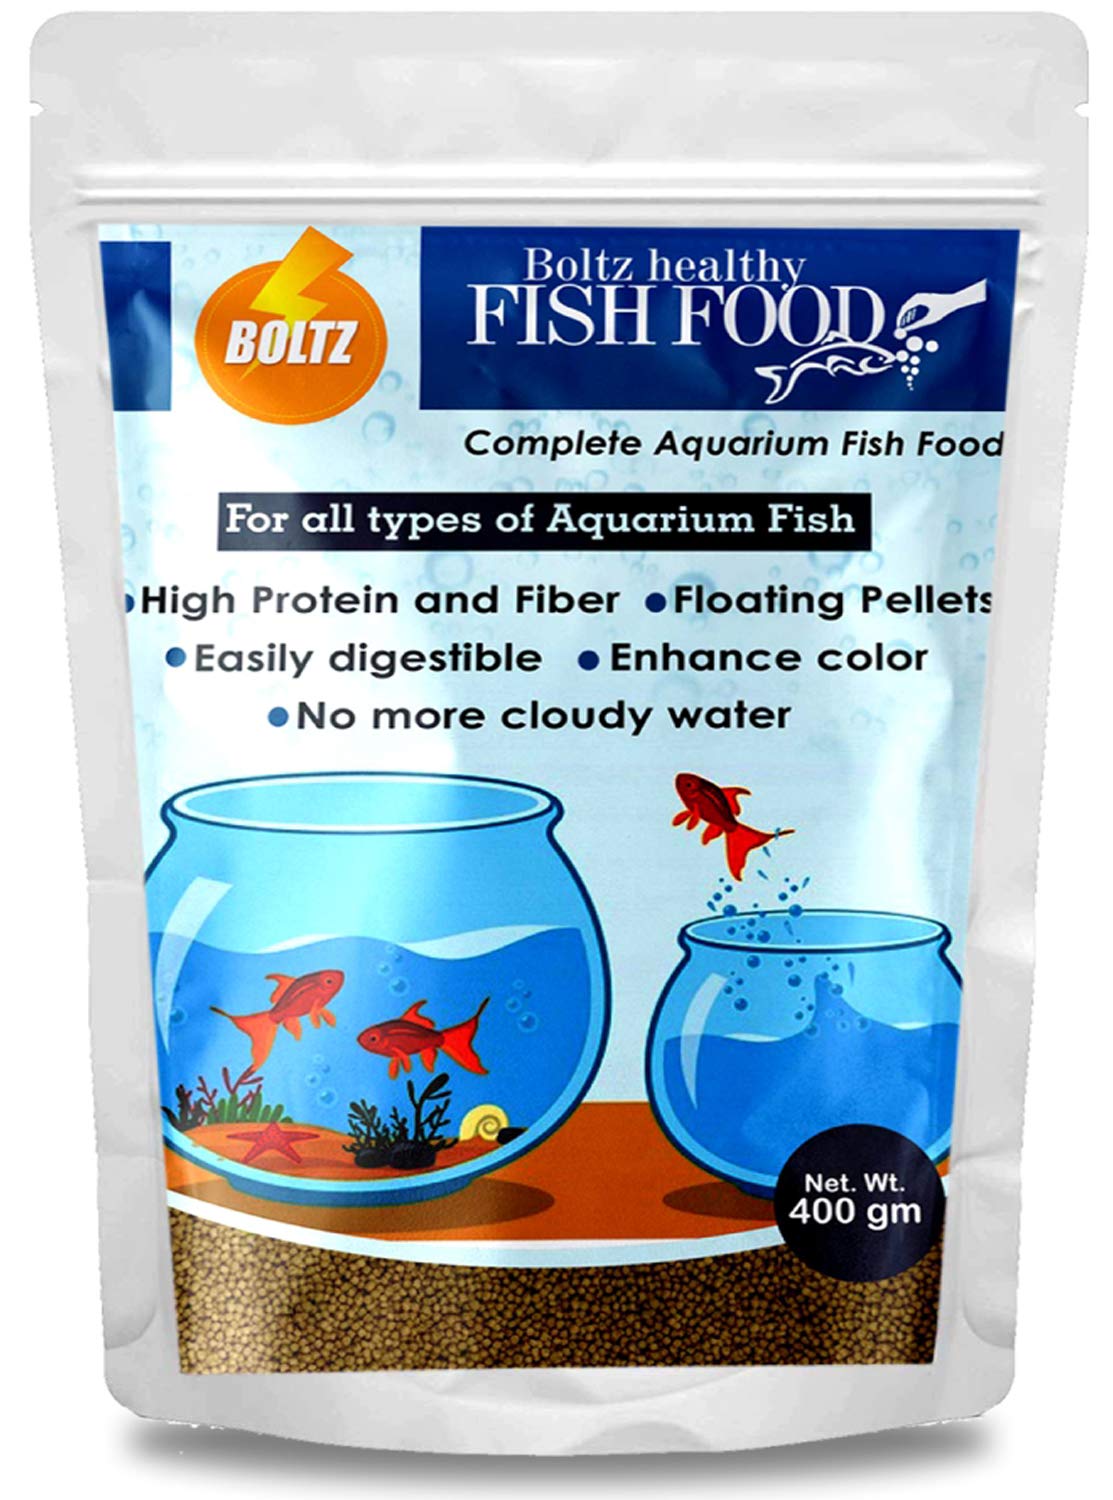 BOLTZ
Boltz healthy
FISH FOOD
Complete Aquarium Fish Food
For all types of Aquarium Fish
•High Protein and Fiber •Floating Pellets
•Easily digestible •Enhance color
•No more cloudy water
Net. Wt.
400 gm